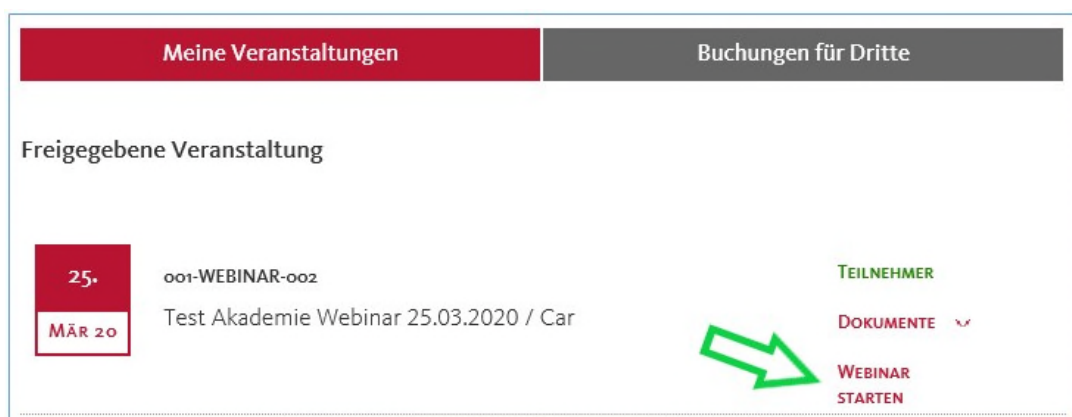 Meine Veranstaltungen
Buchungen für Dritte
Freigegebene Veranstaltung
25.
MÄR 20
001-WEBINAR-002
Test Akademie Webinar 25.03.2020 / Car
TEILNEHMER
DOKUMENTE
WEBINAR
STARTEN